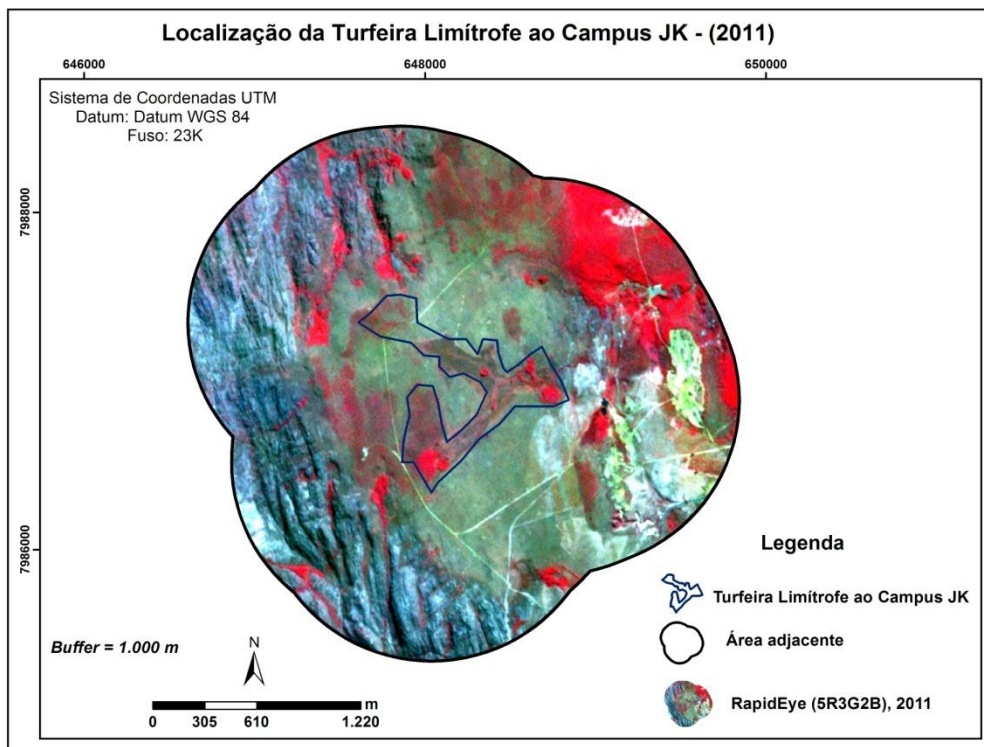 Localização da Turfeira Limítrofe ao Campus JK - (2011)
646000 648000 650000
Sistema de Coordenadas UTM
Datum: Datum WGS 84
Fuso: 23K
7988000
7986000
Legenda
Turfeira Limítrofe ao Campus JK
Área adjacente
RapidEye (5R3G2B), 2011
Buffer = 1.000 m
N
m
0 305 610 1.220